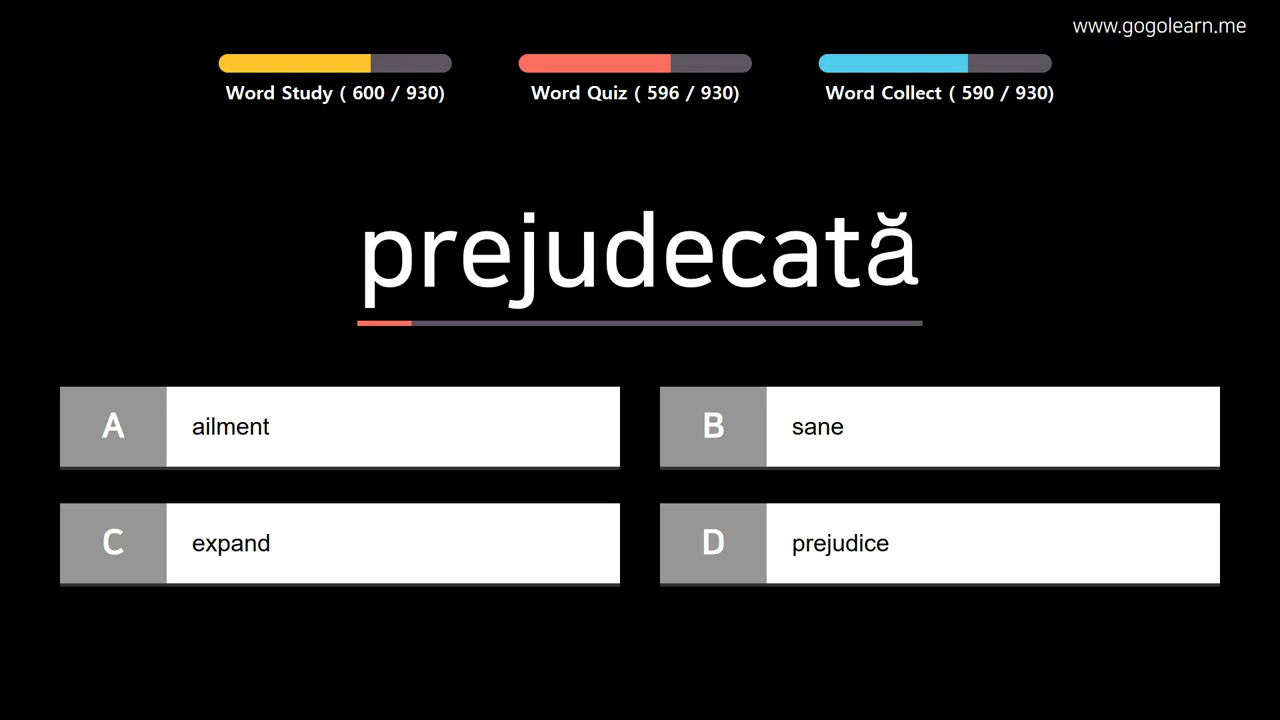 www.gogolearn.me
Word Study ( 600 / 930)
Word Quiz ( 596 / 930)
Word Collect ( 590 / 930)
prejudecată
A ailment
B sane
C expand
D prejudice